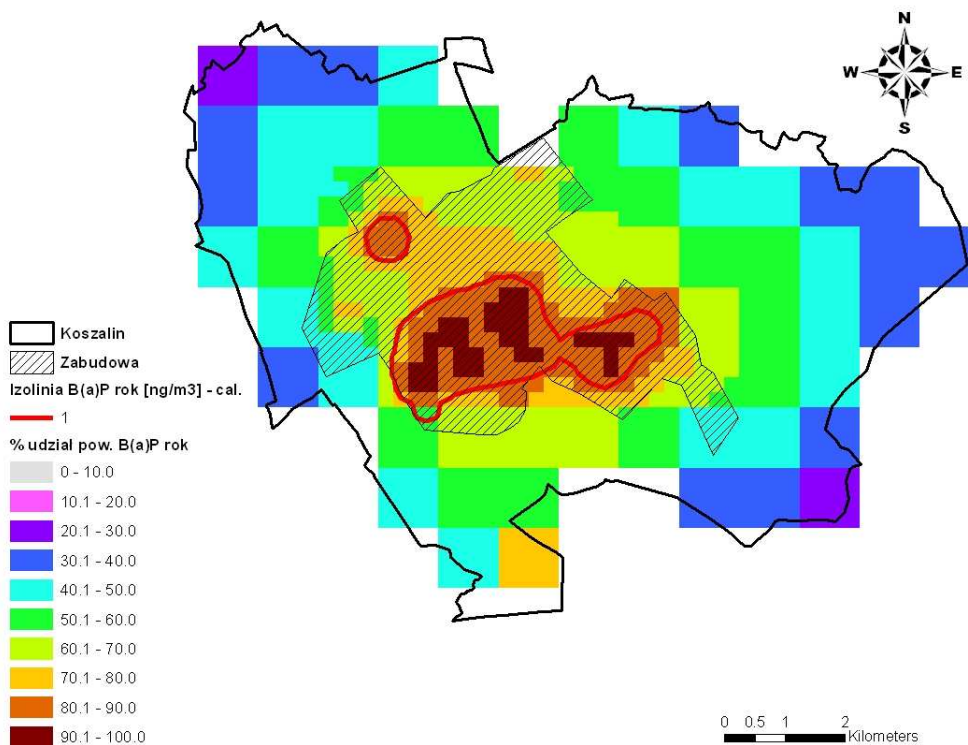 N
W E
S
Koszalin
Zabudowa
Izolinia B(a)P rok [ng/m3] - cal.
1
% udzial pow. B(a)P rok
0 - 10.0
10.1 - 20.0
20.1 - 30.0
30.1 - 40.0
40.1 - 50.0
50.1 - 60.0
60.1 - 70.0
70.1 - 80.0
80.1 - 90.0
90.1 - 100.0
0 0.5 1 2
Kilometers